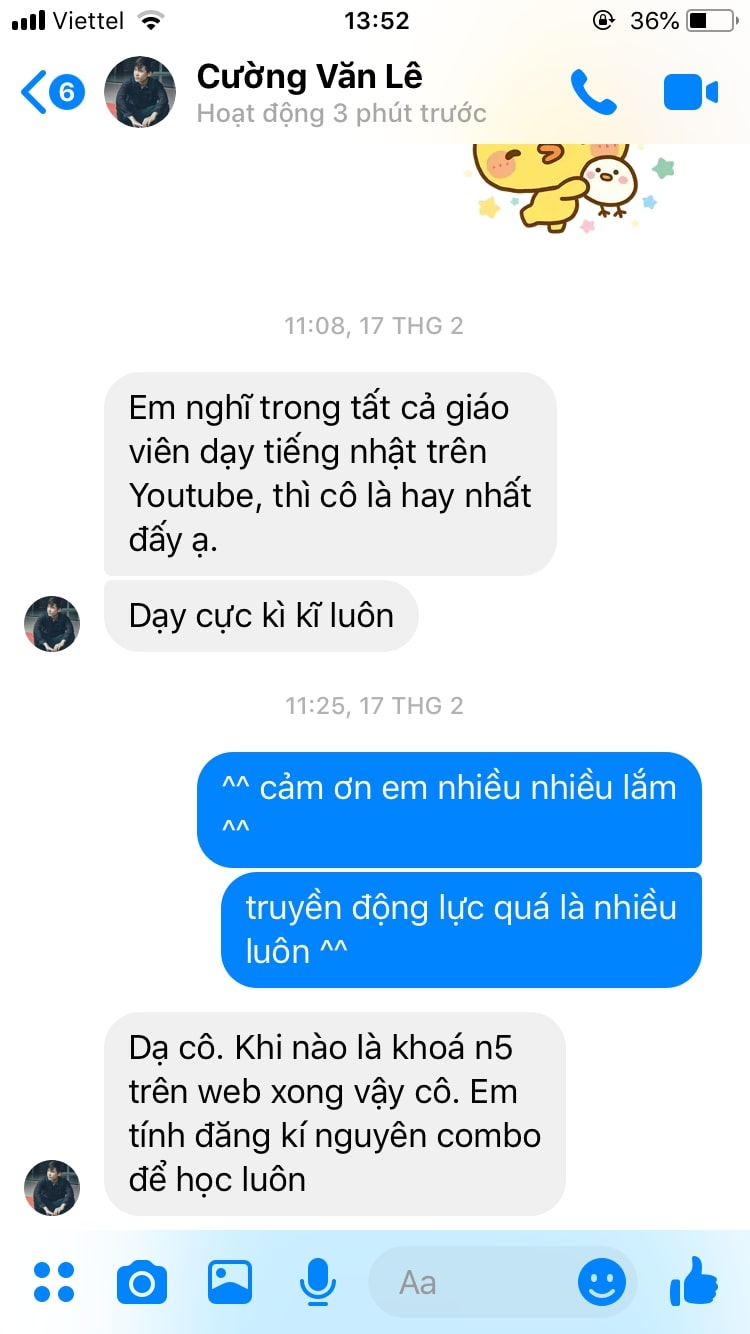 Viettel 13:52 36%
6 Cường Văn Lê
Hoạt động 3 phút trước
11:08, 17 THG 2
Em nghĩ trong tất cả giáo
viên dạy tiếng nhật trên
Youtube, thì cô là hay nhất
đấy ạ.
Dạy cực kì kĩ luôn
11:25, 17 THG 2
^^ cảm ơn em nhiều nhiều lắm
^^
truyền động lực quá là nhiều
luôn ^^
Dạ cô. Khi nào là khoá n5
trên web xong vậy cô. Em
tính đăng kí nguyên combo
để học luôn
Aa